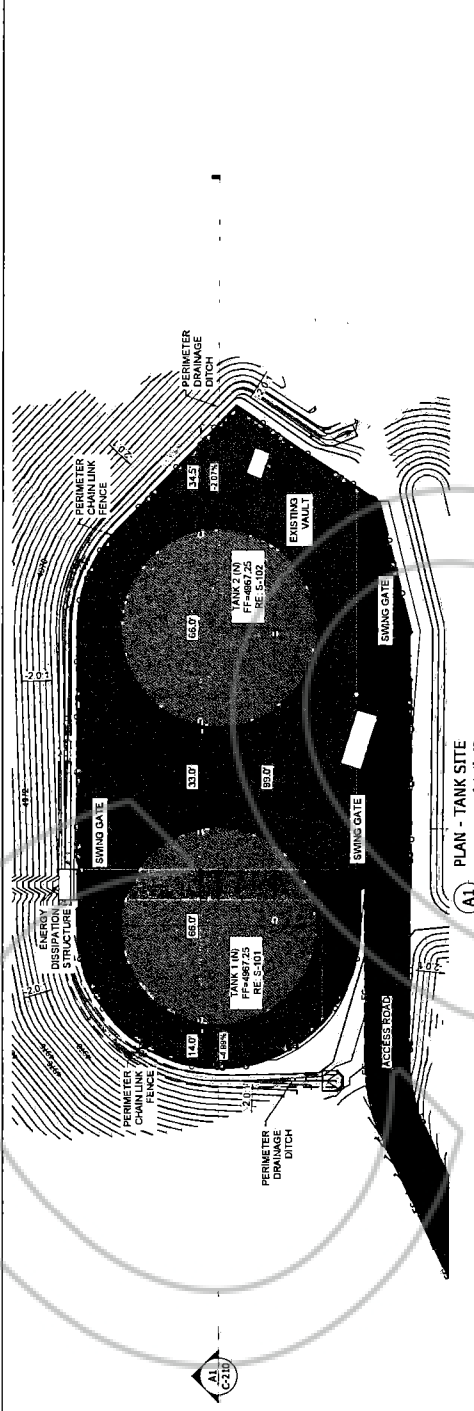 PERIMETER
CHAIN LINK
FENCE
PERIMETER
DRAINAGE
DITCH
ENERGY
DISSIPATION
STRUCTURE
SWING GATE
PERIMETER
CHAIN LINK
FENCE
14.0'
-4.89%
66.0'
33.0'
66.0'
34.5'
-2.07%
99.0'
TANK 1 (N)
FF=4967.25
RE: S-101
TANK 2 (N)
FF=4967.25
RE: S-102
EXISTING
VAULT
PERIMETER
DRAINAGE
DITCH
SWING GATE
SWING GATE
ACCESS ROAD
A1
C-210
A1
PLAN - TANK SITE